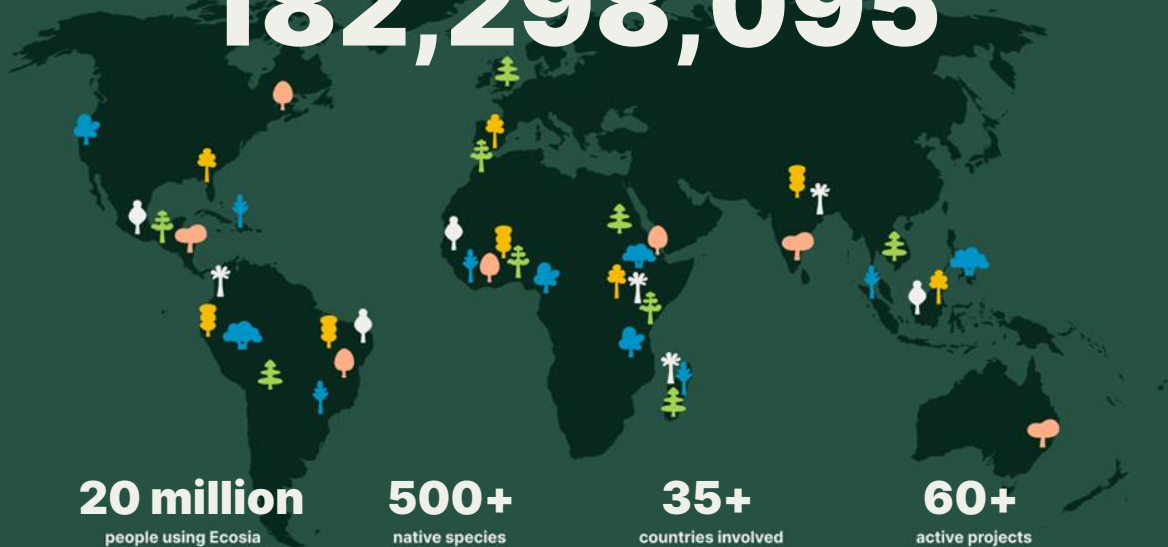 182,298,095
20 million
500+
35+
60+
people using Ecosia
native species
countries involved
active projects